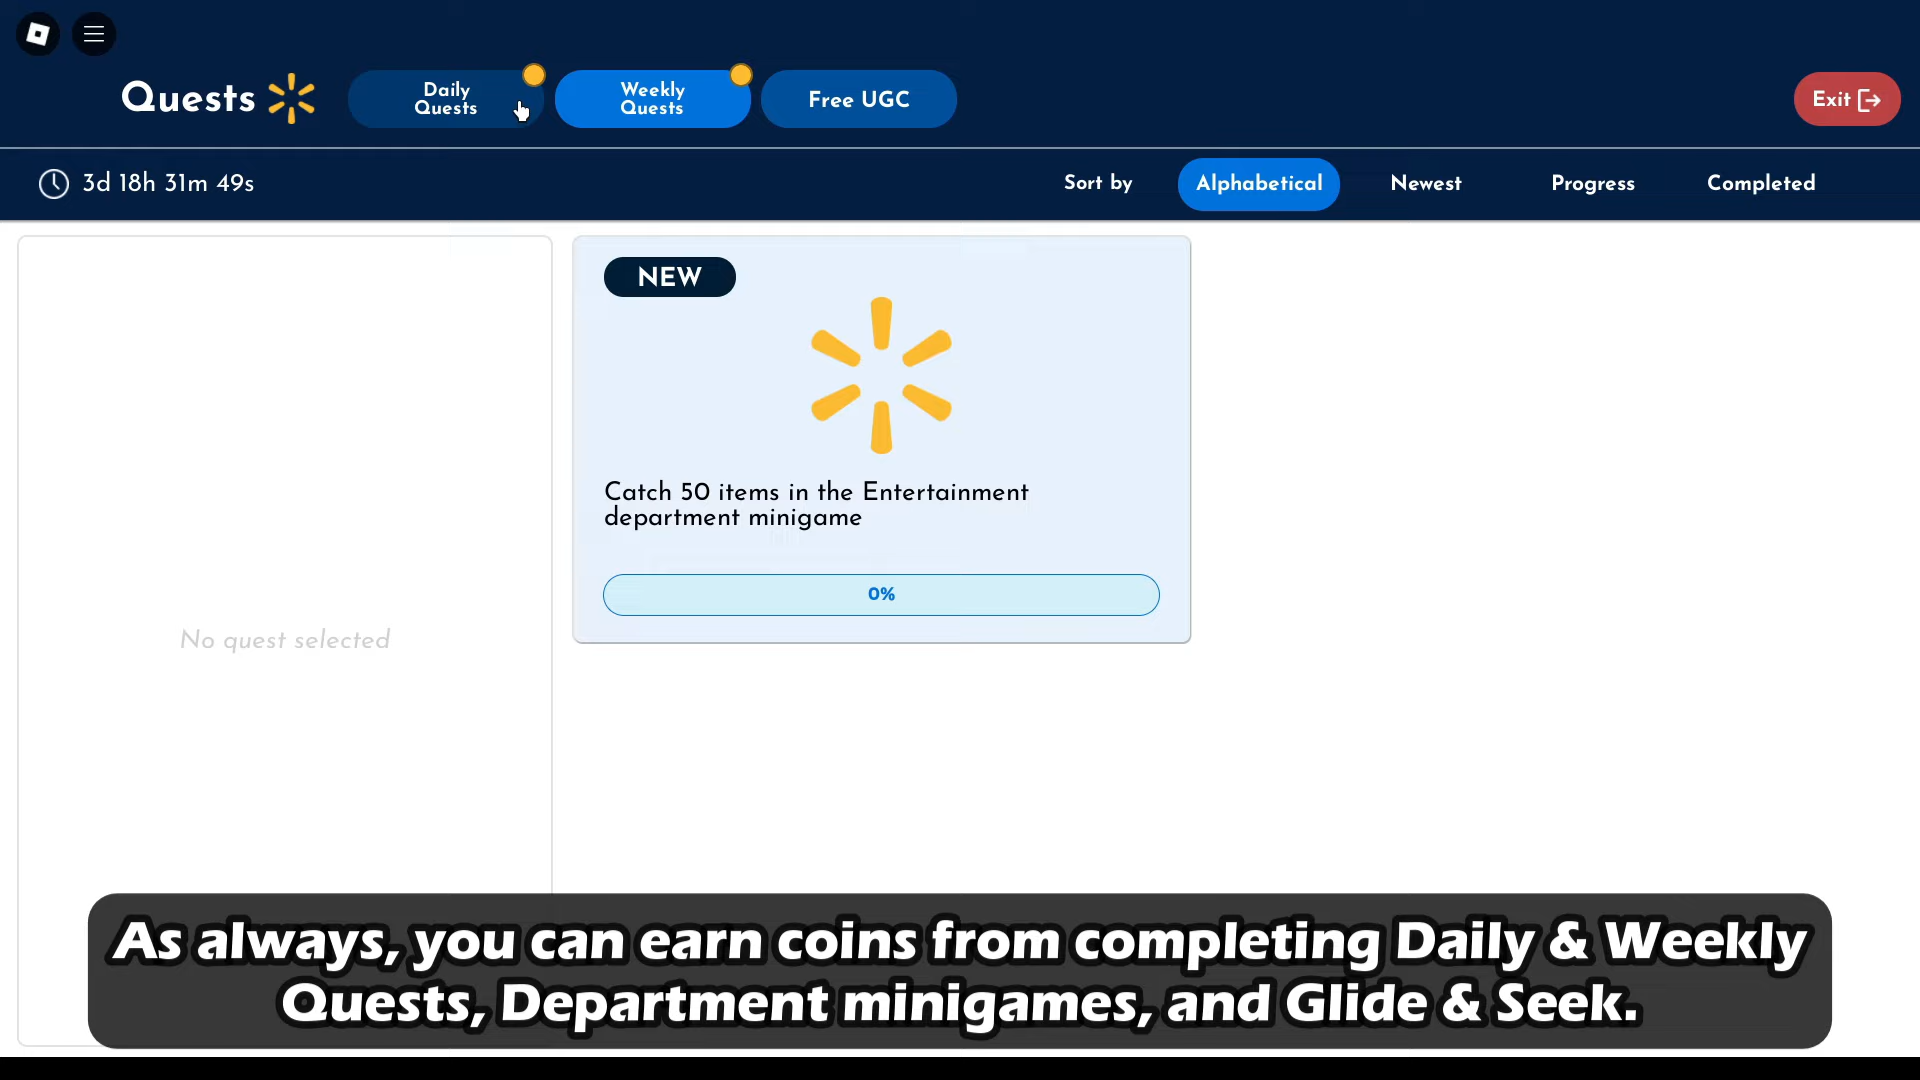 Quests
Daily
Quests
Weekly
Quests
Free UGC
Exit
3d 18h 31m 49s
Sort by
Alphabetical
Newest
Progress
Completed
NEW
Catch 50 items in the Entertainment
department minigame
0%
No quest selected
As always, you can earn coins from completing Daily & Weekly
Quests, Department minigames, and Glide & Seek.